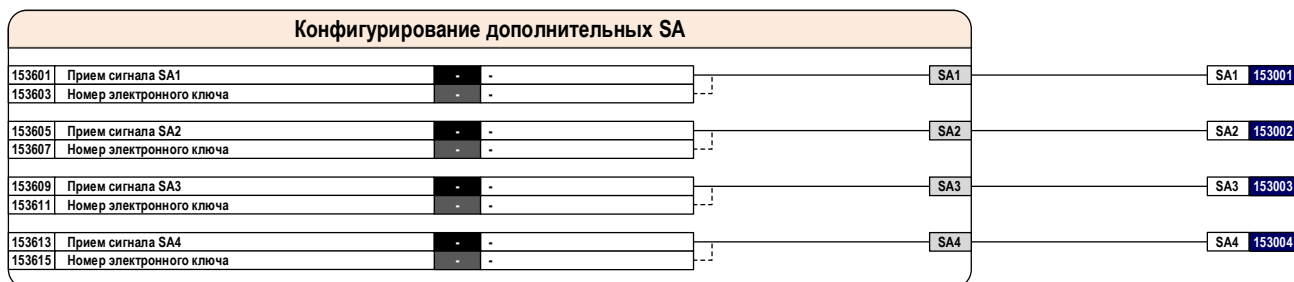 Конфигурирование дополнительных SA
153601 Прием сигнала SA1 - - SA1 SA1 153001
153603 Номер электронного ключа - -
153605 Прием сигнала SA2 - - SA2 SA2 153002
153607 Номер электронного ключа - -
153609 Прием сигнала SA3 - - SA3 SA3 153003
153611 Номер электронного ключа - -
153613 Прием сигнала SA4 - - SA4 SA4 153004
153615 Номер электронного ключа - -